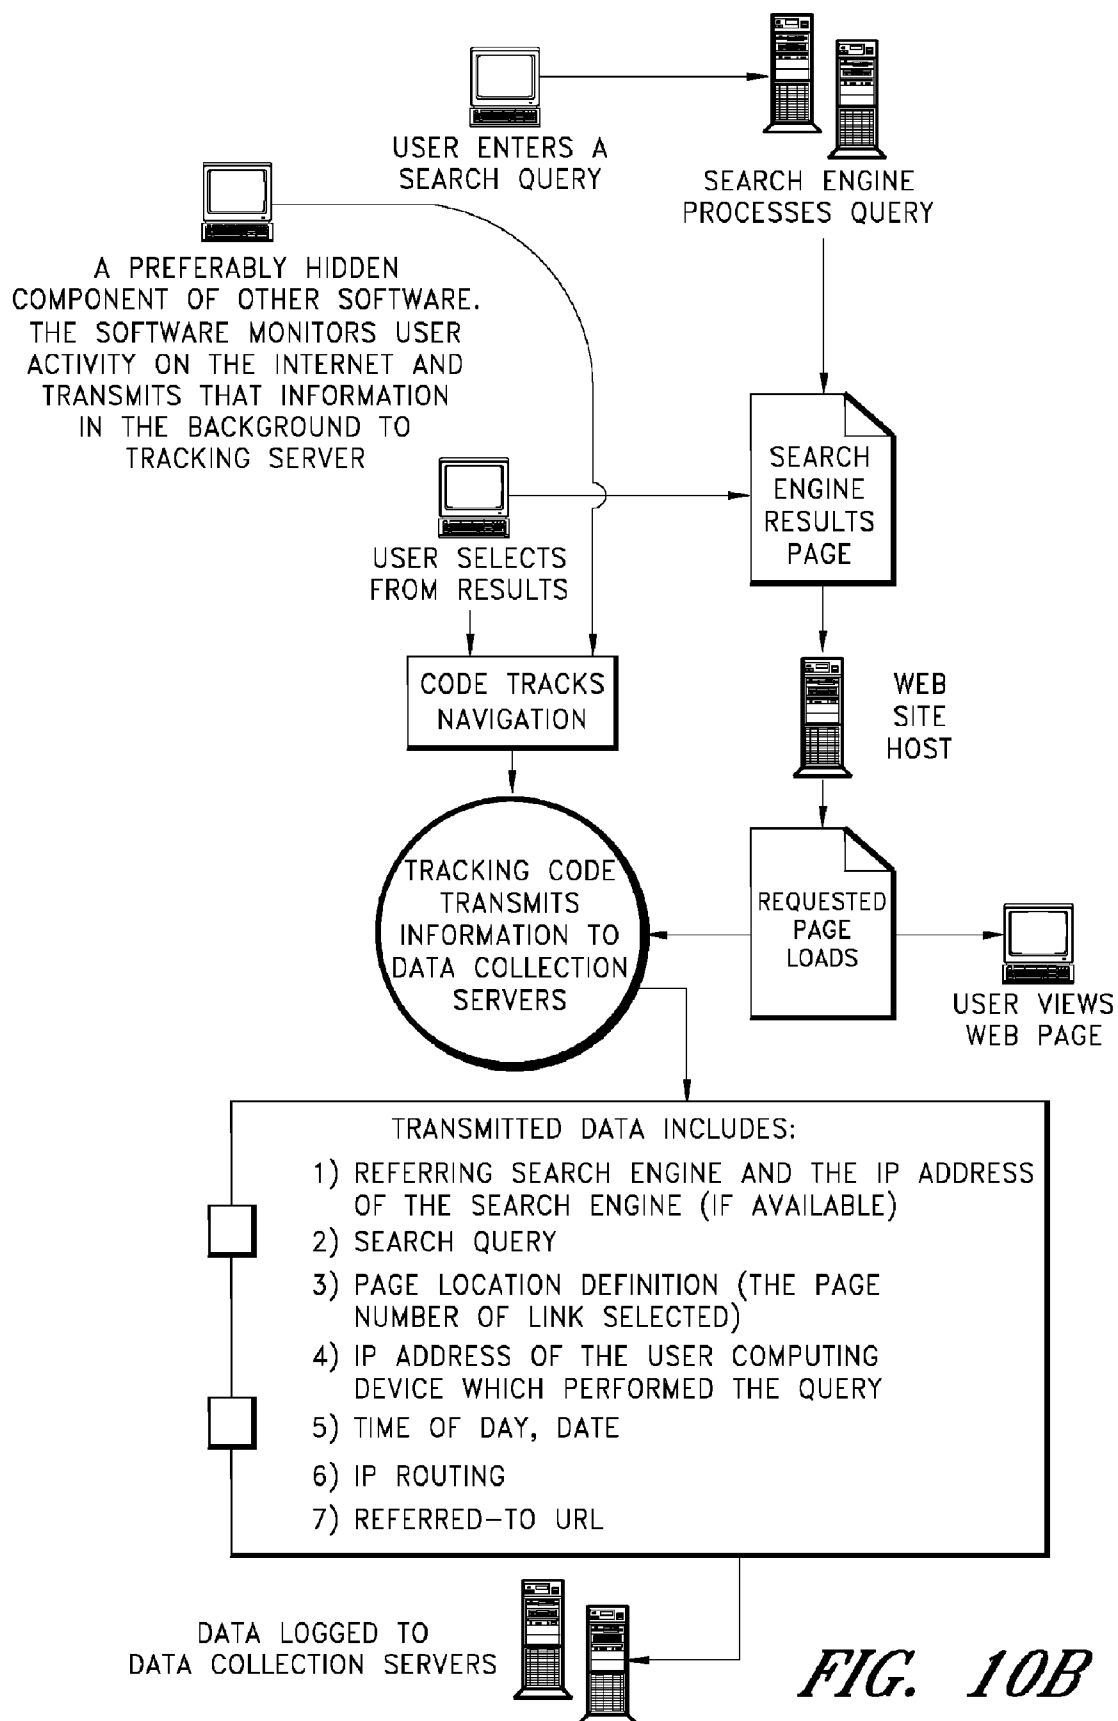 USER ENTERS A
SEARCH QUERY
SEARCH ENGINE
PROCESSES QUERY
A PREFERABLY HIDDEN
COMPONENT OF OTHER SOFTWARE.
THE SOFTWARE MONITORS USER
ACTIVITY ON THE INTERNET AND
TRANSMITS THAT INFORMATION
IN THE BACKGROUND TO
TRACKING SERVER
SEARCH
ENGINE
RESULTS
PAGE
USER SELECTS
FROM RESULTS
CODE TRACKS
NAVIGATION
WEB
SITE
HOST
TRACKING CODE
TRANSMITS
INFORMATION TO
DATA COLLECTION
SERVERS
REQUESTED
PAGE
LOADS
USER VIEWS
WEB PAGE
TRANSMITTED DATA INCLUDES:
1) REFERRING SEARCH ENGINE AND THE IP ADDRESS
OF THE SEARCH ENGINE (IF AVAILABLE)
2) SEARCH QUERY
3) PAGE LOCATION DEFINITION (THE PAGE
NUMBER OF LINK SELECTED)
4) IP ADDRESS OF THE USER COMPUTING
DEVICE WHICH PERFORMED THE QUERY
5) TIME OF DAY, DATE
6) IP ROUTING
7) REFERRED-TO URL
DATA LOGGED TO
DATA COLLECTION SERVERS
FIG. 10B